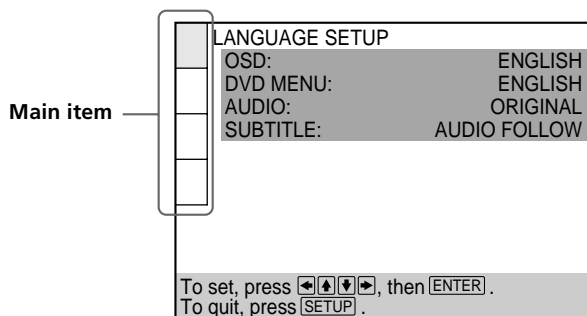 LANGUAGE SETUP
OSD: ENGLISH
DVD MENU: ENGLISH
AUDIO: ORIGINAL
SUBTITLE: AUDIO FOLLOW
Main item
To set, press ←↑↓→, then ENTER.
To quit, press SETUP.